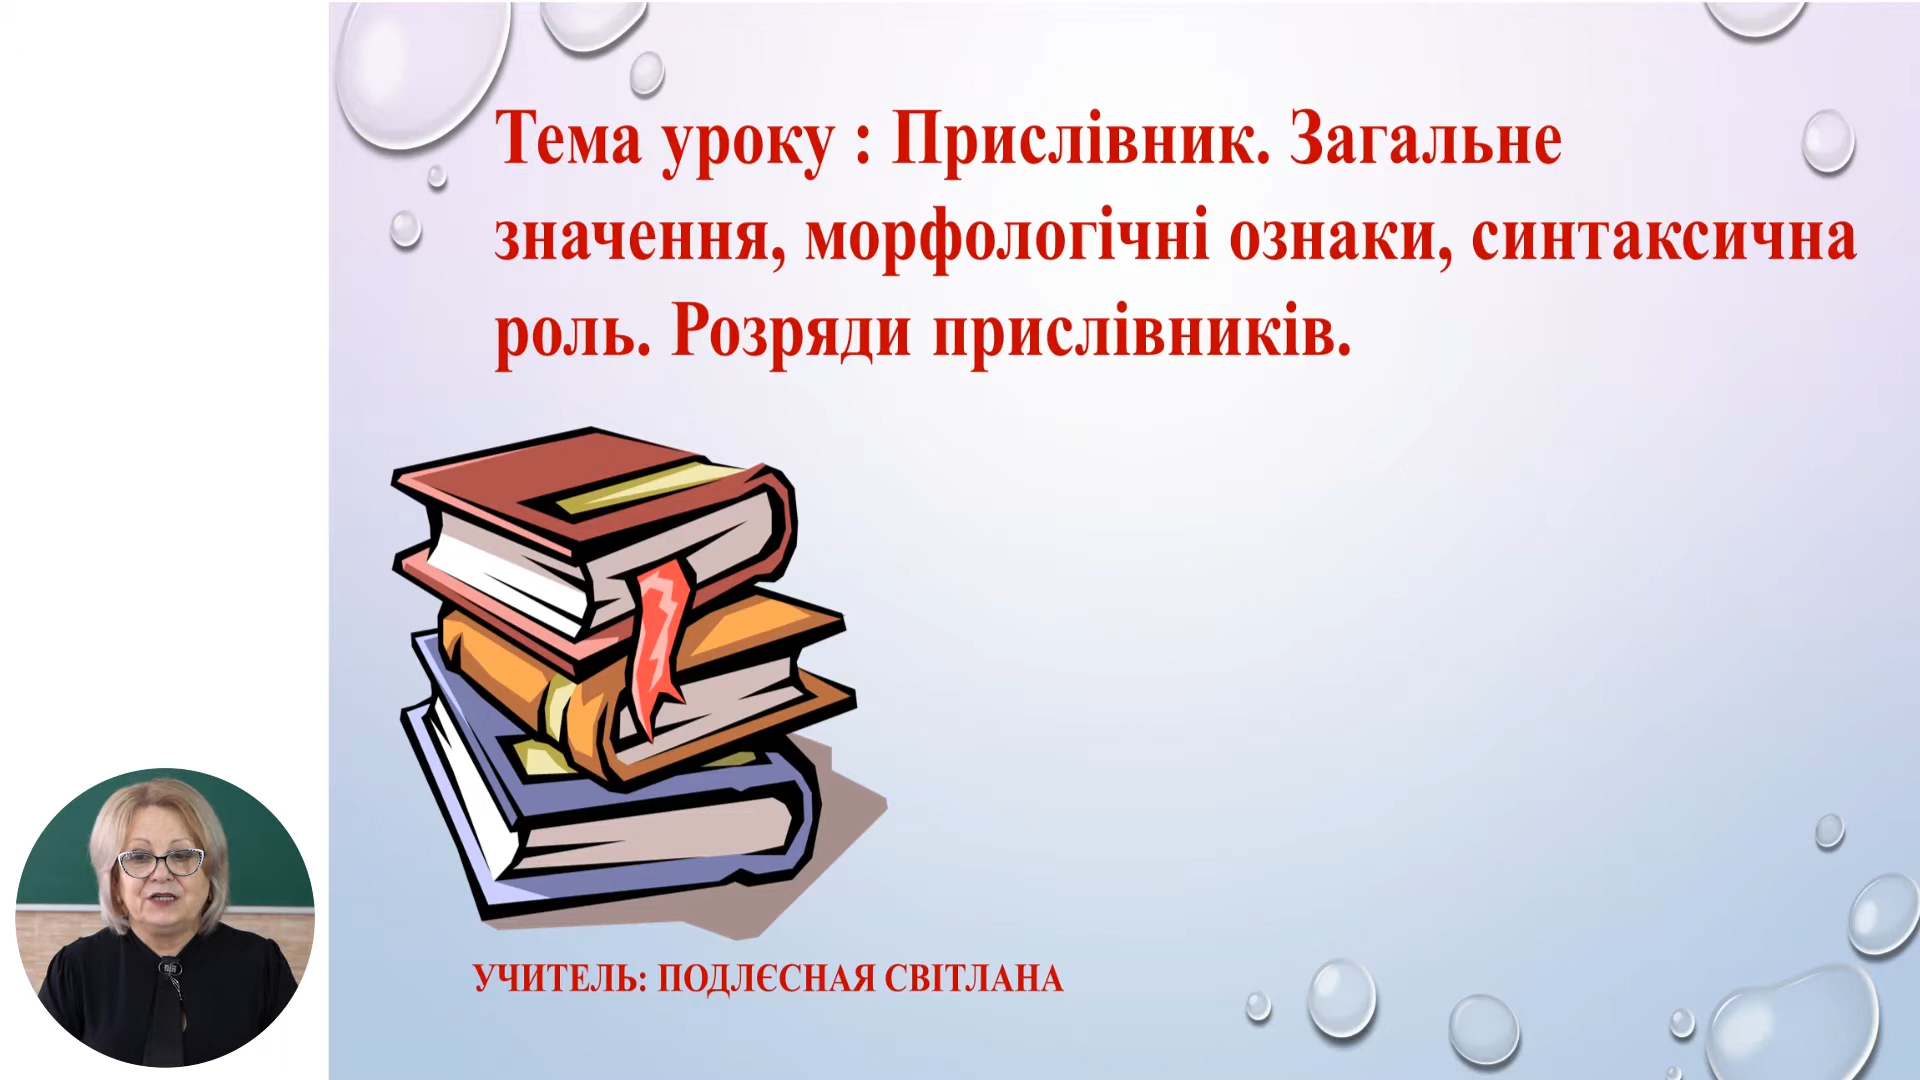 Тема уроку : Прислівник. Загальне
значення, морфологічні ознаки, синтаксична
роль. Розряди прислівників.
УЧИТЕЛЬ: ПОДЛЄСНАЯ СВІТЛАНА